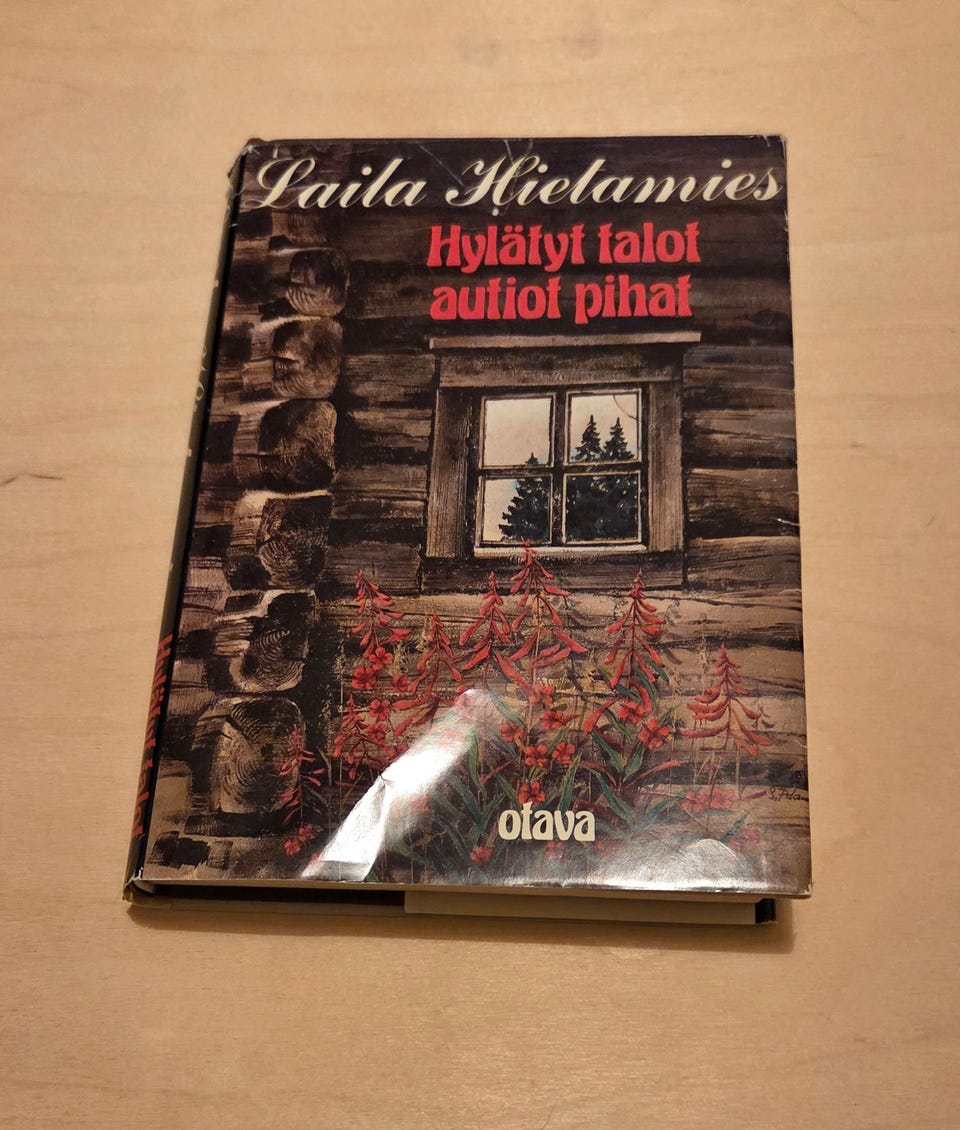 Laila Hietamies
Hylätyt talot
autiot pihat
otava